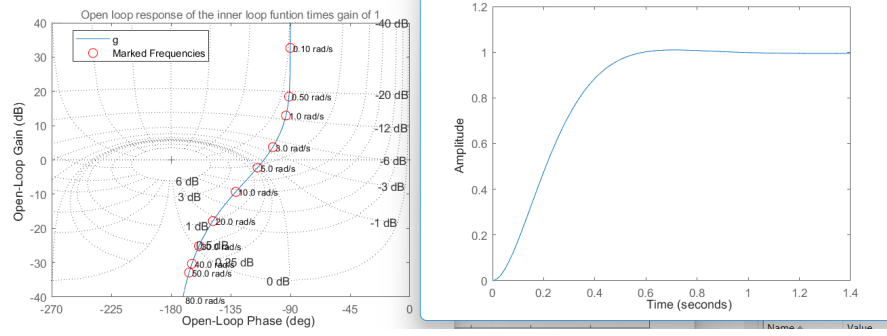 Open loop response of the inner loop funtion times gain of 1
g
Marked Frequencies
Open-Loop Gain (dB)
40
30
20
10
0
-10
-20
-30
-40
-270
-225
-180
-135
-90
-45
0
Open-Loop Phase (deg)
-40 dB
-20 dB
-12 dB
-6 dB
-3 dB
-1 dB
6 dB
3 dB
1 dB
0.5 dB
0.25 dB
0 dB
0.10 rad/s
0.50 rad/s
1.0 rad/s
3.0 rad/s
5.0 rad/s
10.0 rad/s
20.0 rad/s
40.0 rad/s
50.0 rad/s
80.0 rad/s
Amplitude
1.2
1
0.8
0.6
0.4
0.2
0
0
0.2
0.4
0.6
0.8
1
1.2
1.4
Time (seconds)
Name
Value